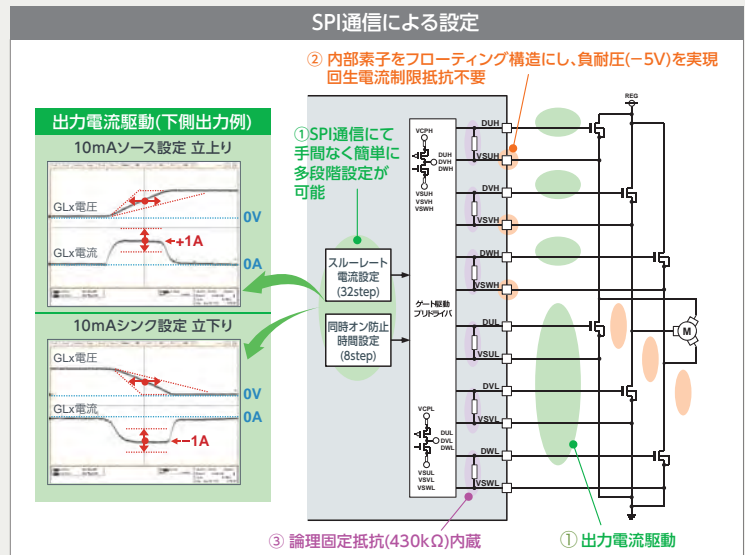 SPI通信による設定
② 内部素子をフローティング構造にし、負耐圧(−5V)を実現
回生電流制限抵抗不要
出力電流駆動(下側出力例)
10mAソース設定 立上り
GLx電圧
0V
GLx電流
+1A
0A
10mAシンク設定 立下り
GLx電圧
0V
GLx電流
0A
−1A
①SPI通信にて
手間なく簡単に
多段階設定が
可能
スルーレート
電流設定
(32step)
同時オン防止
時間設定
(8step)
VCPH
DUH
DVH
DWH
VSUH
VSVH
VSWH
ゲート駆動
プリドライバ
VCPL
DUL
DVL
DWL
VSUL
VSVL
VSWL
DUH
VSUH
DVH
VSVH
DWH
VSWH
DUL
VSUL
DVL
VSVL
DWL
VSWL
REG
M
③ 論理固定抵抗(430kΩ)内蔵
① 出力電流駆動